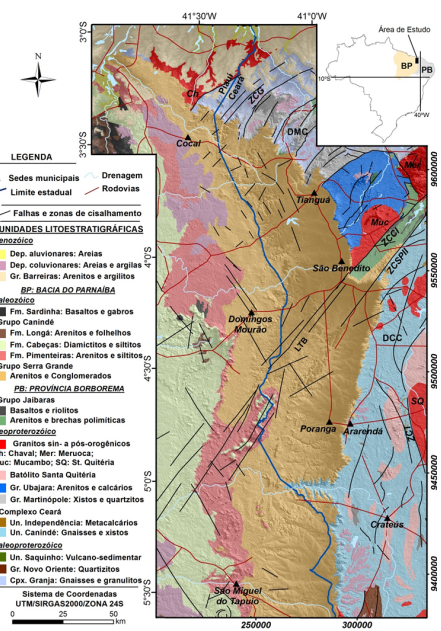 41°30'W
41°0'W
Área de Estudo
BP
PB
10°S
40°W
3°0'S
3°30'S
4°0'S
4°30'S
5°0'S
5°30'S
N
LEGENDA
Sedes municipais
Drenagem
Limite estadual
Rodovias
Falhas e zonas de cisalhamento
UNIDADES LITOESTRATIGRÁFICAS
enozóico
Dep. aluvionares: Areias
Dep. coluvionares: Areias e argilas
Gr. Barreiras: Arenitos e argilitos
BP: BACIA DO PARNAÍBA
aleozóico
Fm. Sardinha: Basaltos e gabros
Grupo Canindé
Fm. Longá: Arenitos e folhelhos
Fm. Cabeças: Diamictitos e siltitos
Fm. Pimenteiras: Arenitos e siltitos
Grupo Serra Grande
Arenitos e Conglomerados
PB: PROVÍNCIA BORBOREMA
Grupo Jaibaras
Basaltos e riolitos
Arenitos e brechas polimíticas
eoproterozóico
Granitos sin- a pós-orogênicos
h: Chaval; Mer: Meruoca;
uc: Mucambo; SQ: St. Quitéria
Batólito Santa Quitéria
Gr. Ubajara: Arenitos e calcários
Gr. Martinópole: Xistos e quartzitos
Complexo Ceará
Un. Independência: Metacalcários
Un. Canindé: Gnaisses e xistos
aleoproterozóico
Un. Saquinho: Vulcano-sedimentar
Gr. Novo Oriente: Quartizitos
Cpx. Granja: Gnaisses e granulitos
Sistema de Coordenadas
UTM/SIRGAS2000/ZONA 24S
0 25 50
km
Piauí
Ceará
Ch
ZCG
DMC
Cocal
Tianguá
Mer
Muc
São Benedito
ZCCI
ZCSPII
Domingos
Mourão
LTB
DCC
SQ
Poranga
Ararendá
ZCT
Crateús
São Miguel
do Tapuio
9600000
9550000
9500000
9450000
9400000
250000
300000